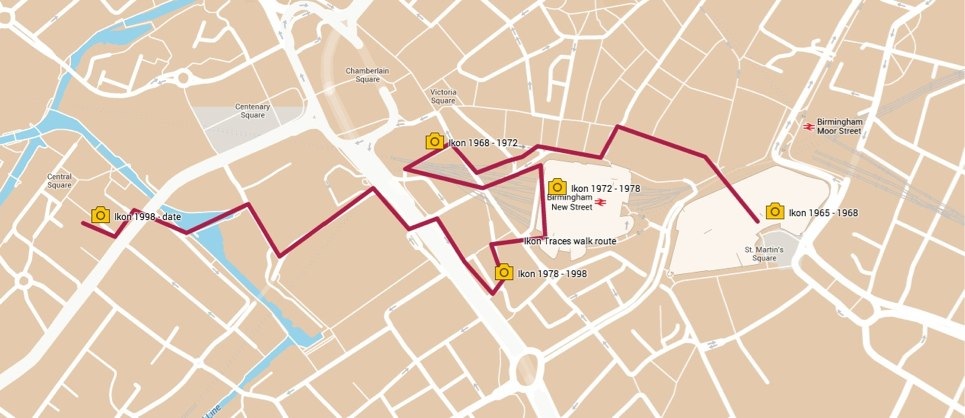 Chamberlain
Square
Victoria
Square
Centenary
Square
Birmingham
Moor Street
Ikon 1968 - 1972
Central
Square
Ikon 1972 - 1978
Birmingham
New Street
Ikon 1998 - date
Ikon 1965 - 1968
Ikon Traces walk route
St. Martin's
Square
Ikon 1978 - 1998
Lane